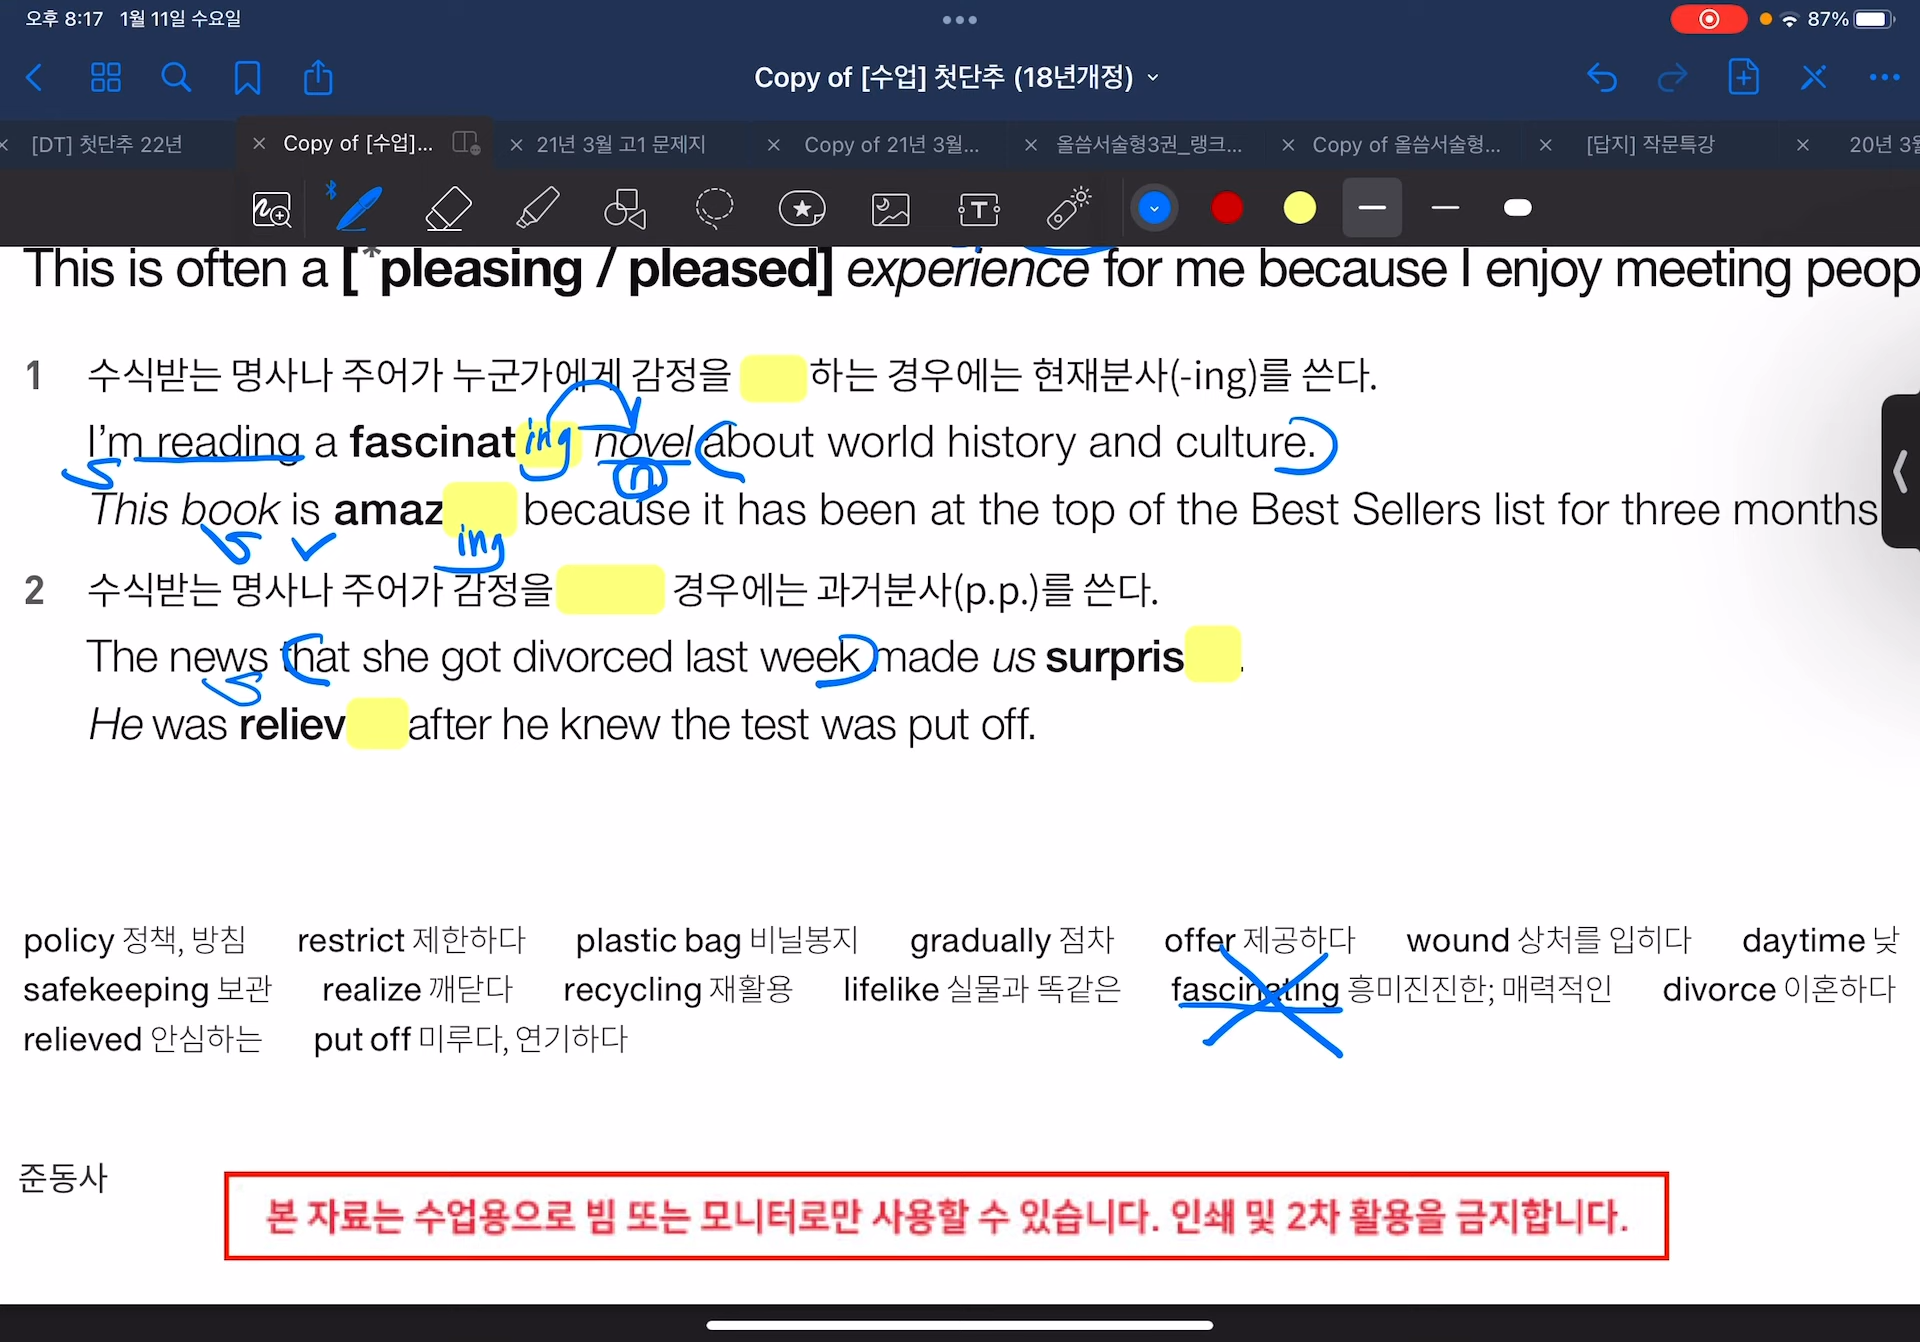 오후 8:17 1월 11일 수요일 87%
Copy of [수업] 첫단추 (18년개정)
[DT] 첫단추 22년 Copy of [수업]... 21년 3월 고1 문제지 Copy of 21년 3월... 올씀서술형3권_랭크... Copy of 올씀서술형... [답지] 작문특강 20년 3월
This is often a [*pleasing / pleased] experience for me because I enjoy meeting peop
1 수식받는 명사나 주어가 누군가에게 감정을 하는 경우에는 현재분사(-ing)를 쓴다.
I'm reading a fascinating novel about world history and culture.
S n
This book is amaz because it has been at the top of the Best Sellers list for three months
S V ing
2 수식받는 명사나 주어가 감정을 경우에는 과거분사(p.p.)를 쓴다.
The news that she got divorced last week made us surpris .
S
He was reliev after he knew the test was put off.
policy 정책, 방침 restrict 제한하다 plastic bag 비닐봉지 gradually 점차 offer 제공하다 wound 상처를 입히다 daytime 낮
safekeeping 보관 realize 깨닫다 recycling 재활용 lifelike 실물과 똑같은 fascinating 흥미진진한; 매력적인 divorce 이혼하다
relieved 안심하는 put off 미루다, 연기하다
준동사
본 자료는 수업용으로 빔 또는 모니터로만 사용할 수 있습니다. 인쇄 및 2차 활용을 금지합니다.